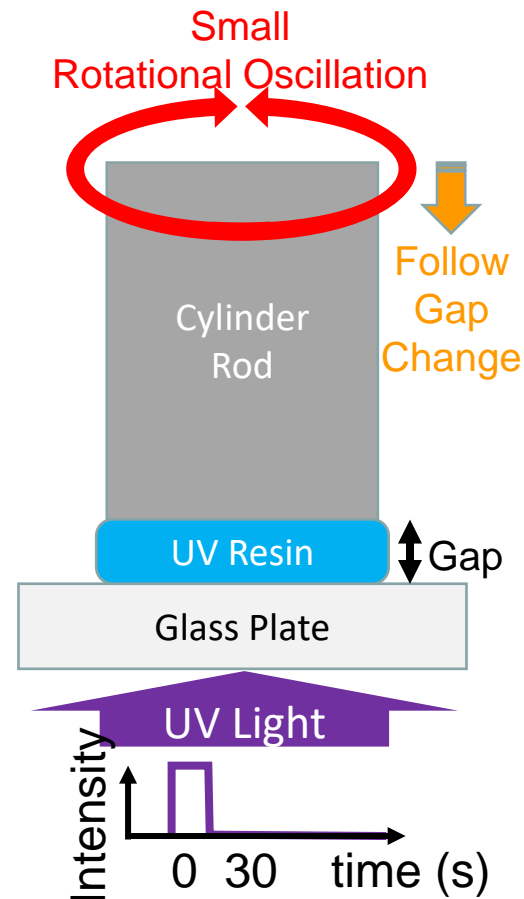 Small
Rotational Oscillation
Follow
Gap
Change
Cylinder
Rod
UV Resin
Gap
Glass Plate
UV Light
Intensity
0 30 time (s)